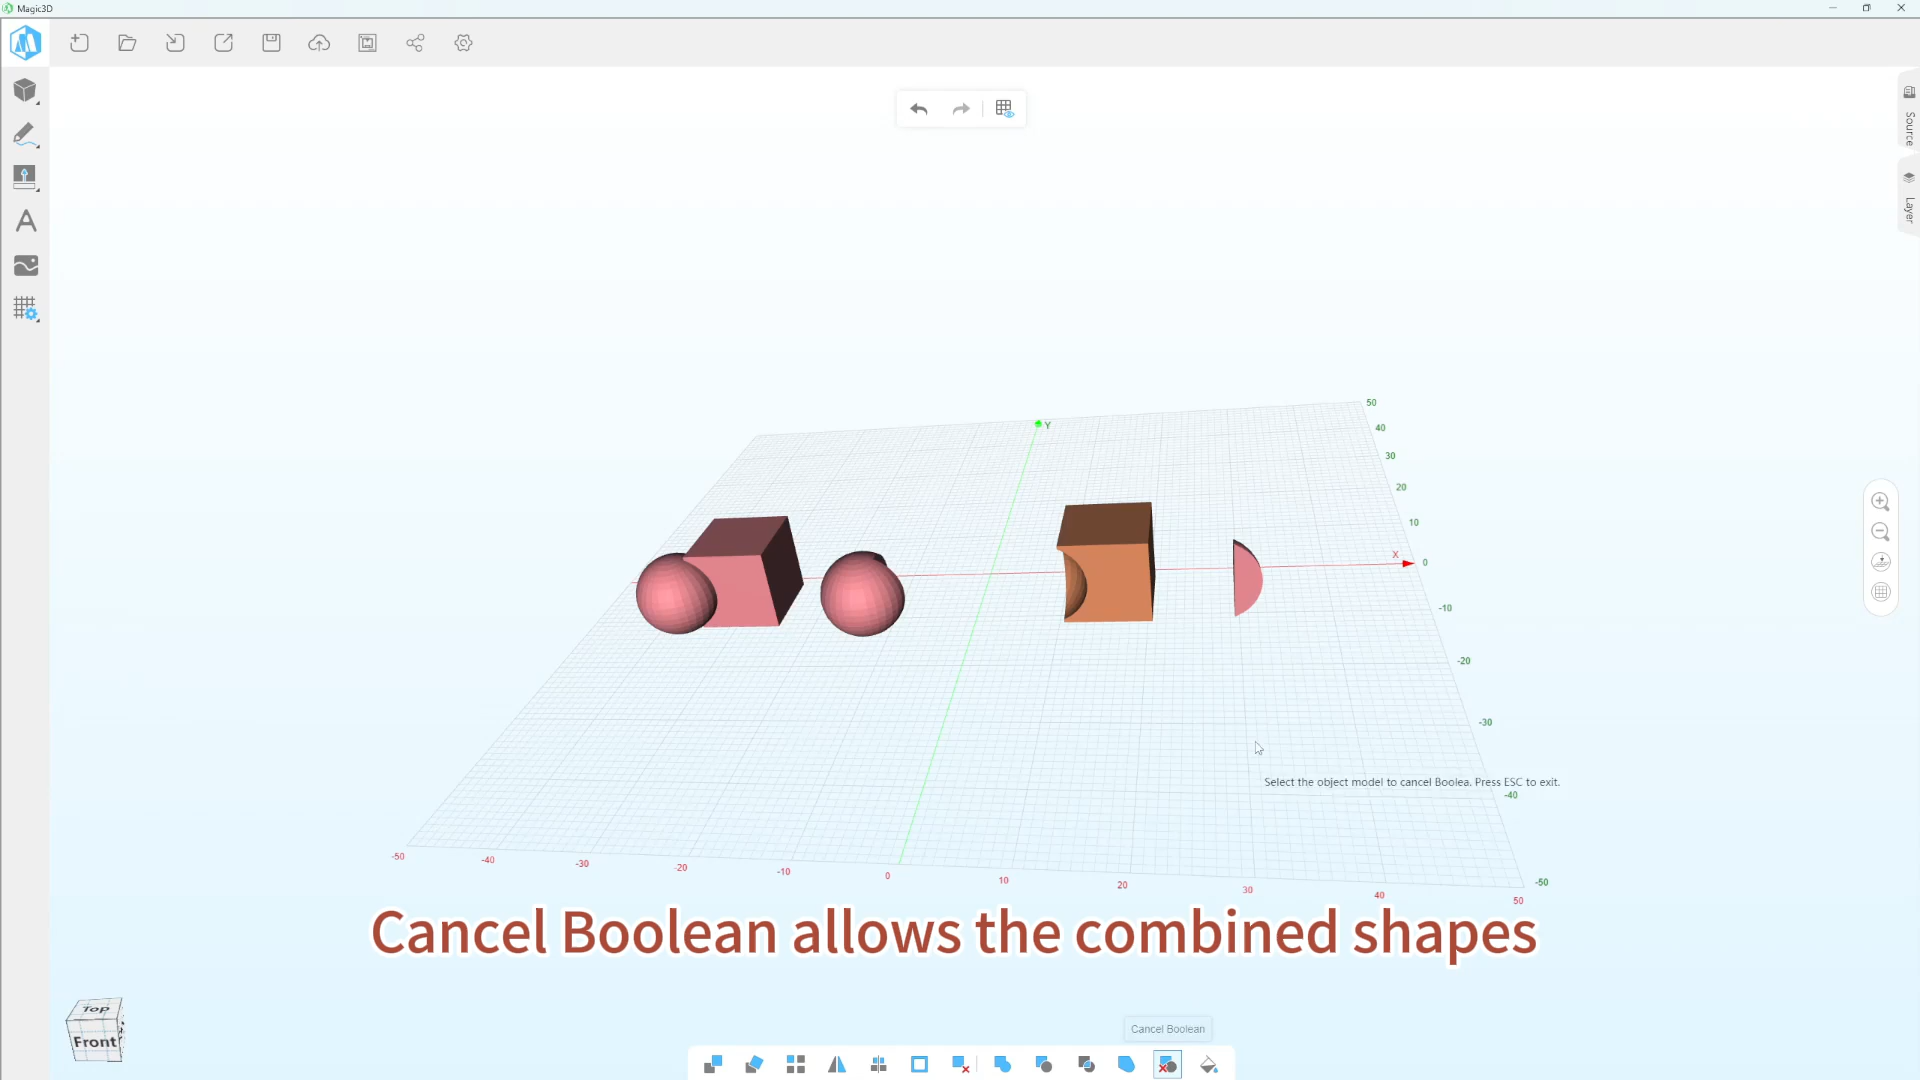 Magic3D
Source
Layer
Y
50
40
30
20
10
X
0
-10
-20
-30
Select the object model to cancel Boolea. Press ESC to exit.
-40
-50
-50
-40
-30
-20
-10
0
10
20
30
40
50
Cancel Boolean allows the combined shapes
Top
Front
Cancel Boolean